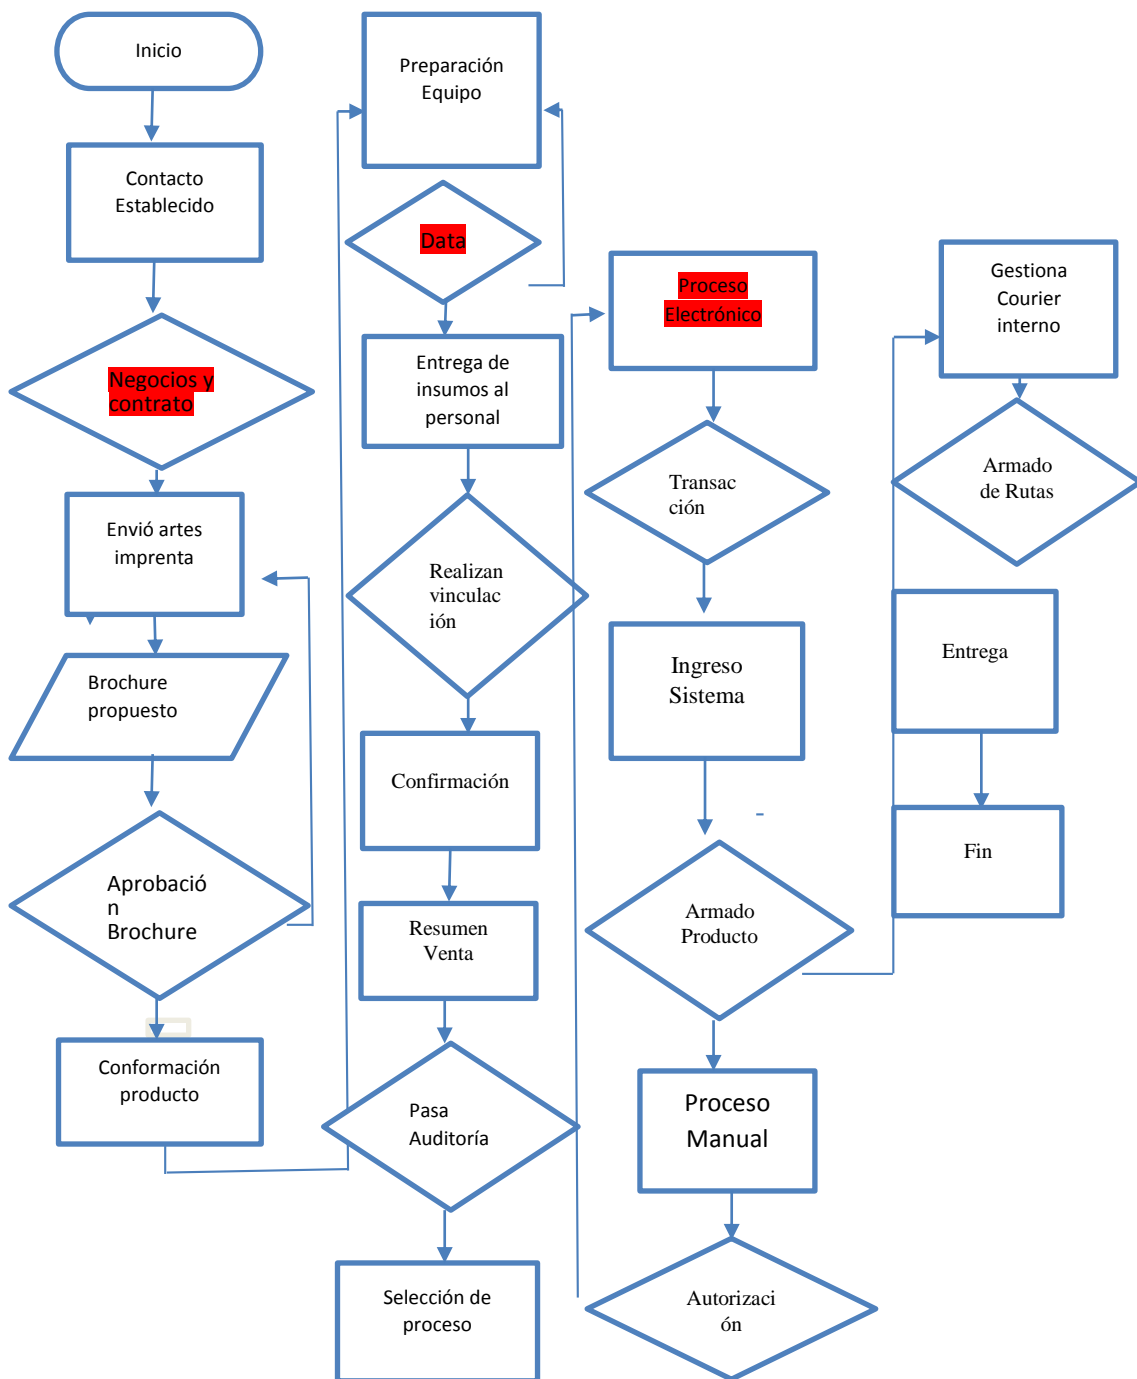 Inicio
Contacto
Establecido
Negocios y
contrato
Envió artes
imprenta
Brochure
propuesto
Aprobació
n
Brochure
Conformación
producto
Preparación
Equipo
Data
Entrega de
insumos al
personal
Realizan
vinculac
ión
Confirmación
Resumen
Venta
Pasa
Auditoría
Selección de
proceso
Proceso
Electrónico
Transac
ción
Ingreso
Sistema
Armado
Producto
Proceso
Manual
Autorizaci
ón
Gestiona
Courier
interno
Armado
de Rutas
Entrega
Fin